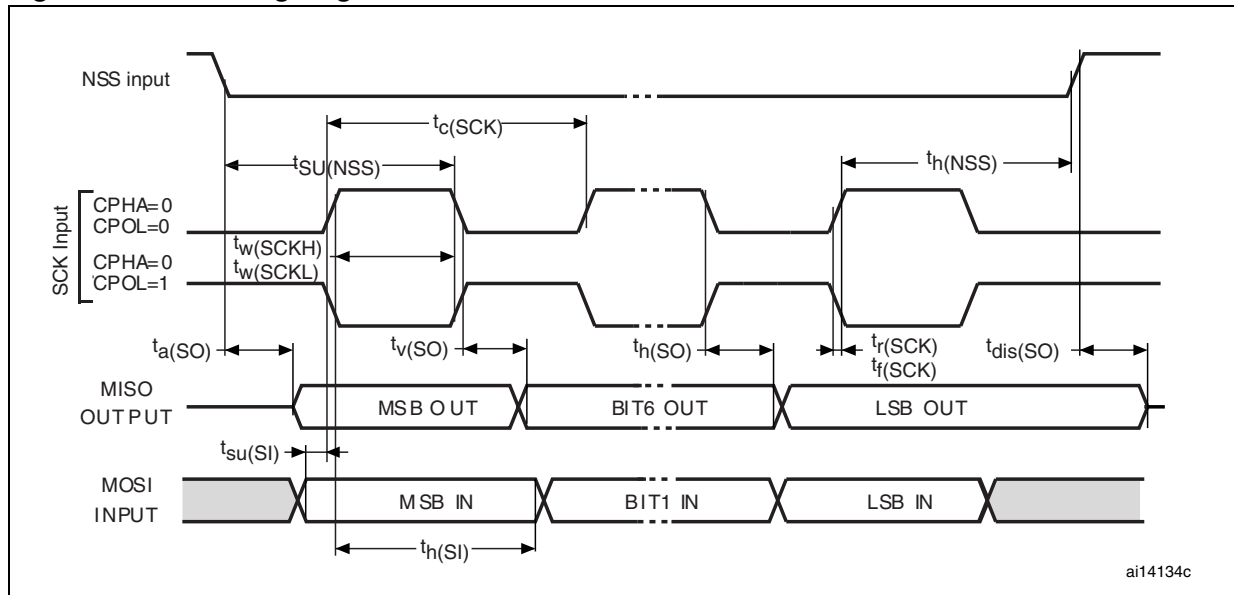 NSS input
tc(SCK)
tSU(NSS)
th(NSS)
SCK Input
CPHA=0
CPOL=0
tw(SCKH)
CPHA=0
tw(SCKL)
CPOL=1
ta(SO)
tv(SO)
th(SO)
tr(SCK)
tf(SCK)
tdis(SO)
MISO
OUTPUT
MSB OUT
BIT6 OUT
LSB OUT
tsu(SI)
MOSI
INPUT
MSB IN
BIT1 IN
LSB IN
th(SI)
ai14134c